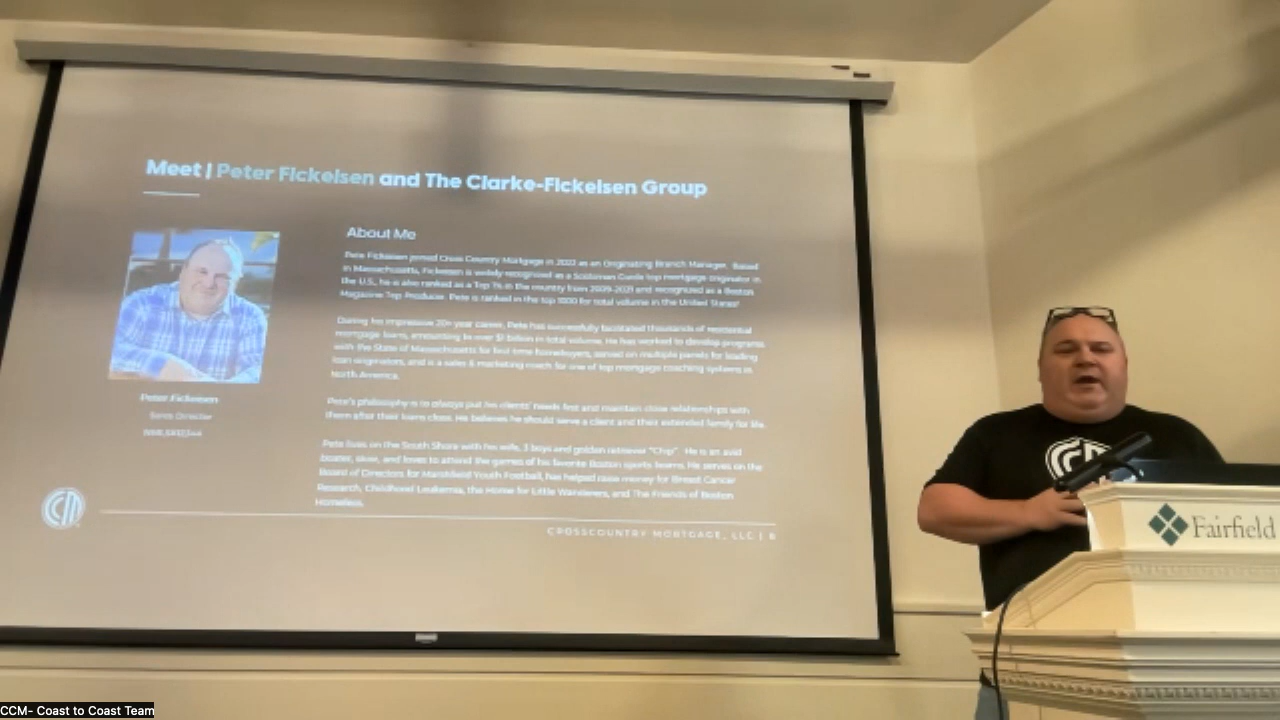 Meet | Peter Fickeisen and The Clarke-Fickeisen Group
About Me
Pete Fickeisen joined Cross Country Mortgage in 2022 as an Originating Branch Manager. Based
in Massachusetts, Fickeisen is widely recognized as a Scotsman Guide top mortgage originator in
the U.S., he is also ranked as a Top 1% in the country from 2009-2021 and recognized as a Boston
Magazine Top Producer. Pete is ranked in the top 1000 for total volume in the United States!
During his impressive 20+ year career, Pete has successfully facilitated thousands of residential
mortgage loans, amounting to over $1 billion in total volume. He has worked to develop programs
with the State of Massachusetts for first time homebuyers, served on multiple panels for leading
loan originators, and is a sales & marketing coach for one of top mortgage coaching systems in
North America.
Pete's philosophy is to always put his clients' needs first and maintain close relationships with
them after their loans close. He believes he should serve a client and their extended family for life.
Pete lives on the South Shore with his wife, 3 boys and golden retriever "Chip". He is an avid
boater, skier, and loves to attend the games of his favorite Boston sports teams. He serves on the
Board of Directors for Marshfield Youth Football, has helped raise money for Breast Cancer
Research, Childhood Leukemia, the Home for Little Wanderers, and The Friends of Boston
Homeless.
Peter Fickeisen
Sales Director
CROSSCOUNTRY MORTGAGE, LLC | 8
Fairfield
CCM- Coast to Coast Team